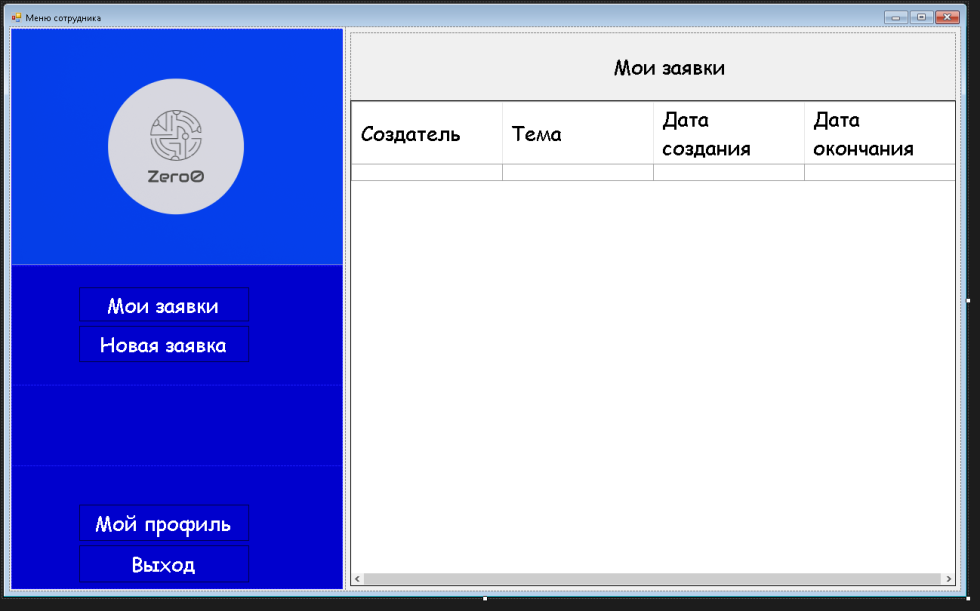 Меню сотрудника
Zero0
Мои заявки
Новая заявка
Мой профиль
Выход
Мои заявки
Создатель
Тема
Дата
создания
Дата
окончания